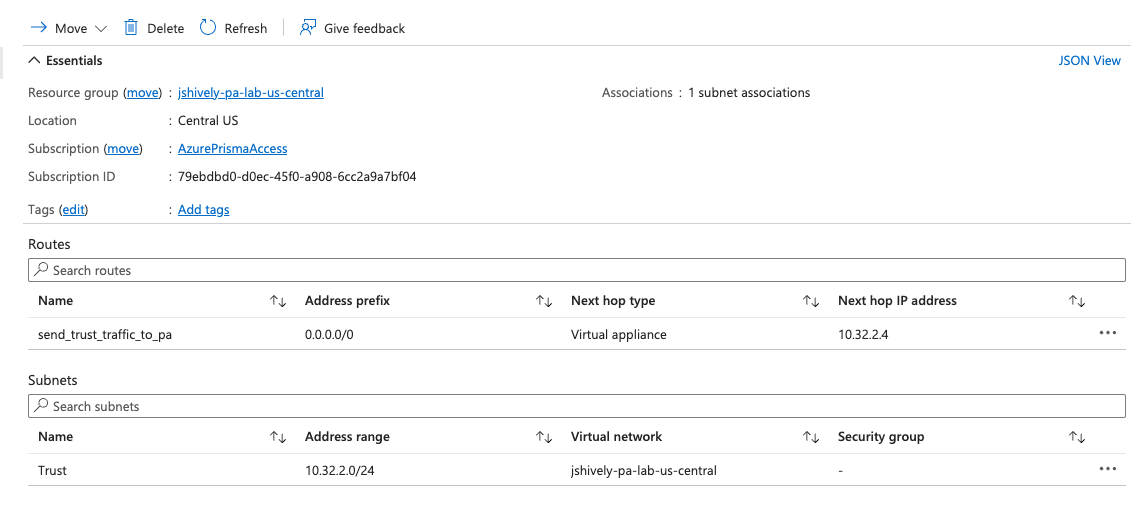 Move Delete Refresh Give feedback
Essentials JSON View
Resource group (move) : jshively-pa-lab-us-central Associations : 1 subnet associations
Location : Central US
Subscription (move) : AzurePrismaAccess
Subscription ID : 79ebdbd0-d0ec-45f0-a908-6cc2a9a7bf04
Tags (edit) : Add tags
Routes
Search routes
Name Address prefix Next hop type Next hop IP address
send_trust_traffic_to_pa 0.0.0.0/0 Virtual appliance 10.32.2.4
Subnets
Search subnets
Name Address range Virtual network Security group
Trust 10.32.2.0/24 jshively-pa-lab-us-central -